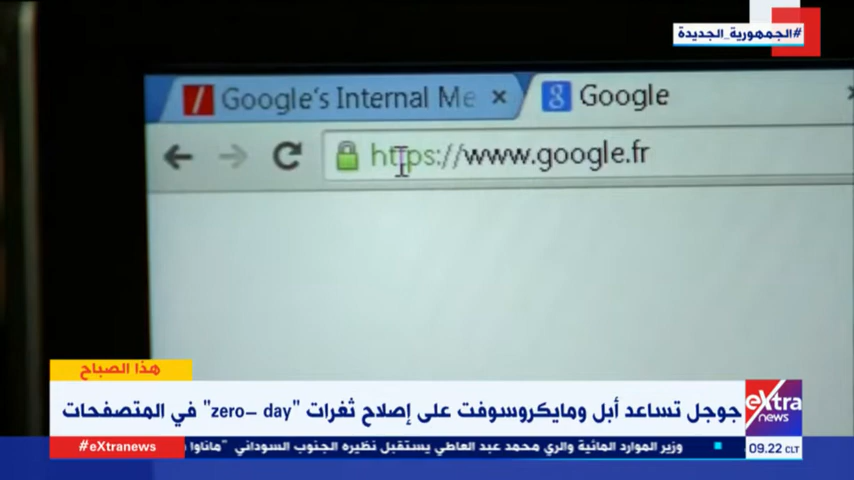 #الجمهورية_الجديدة
Google's Internal Me
Google
https://www.google.fr
هذا الصباح
جوجل تساعد أبل ومايكروسوفت على إصلاح ثغرات "zero- day" في المتصفحات
eXtra news
#eXtranews
وزير الموارد المائية والري محمد عبد العاطي يستقبل نظيره الجنوب السوداني "ماناوا
09.22 CLT